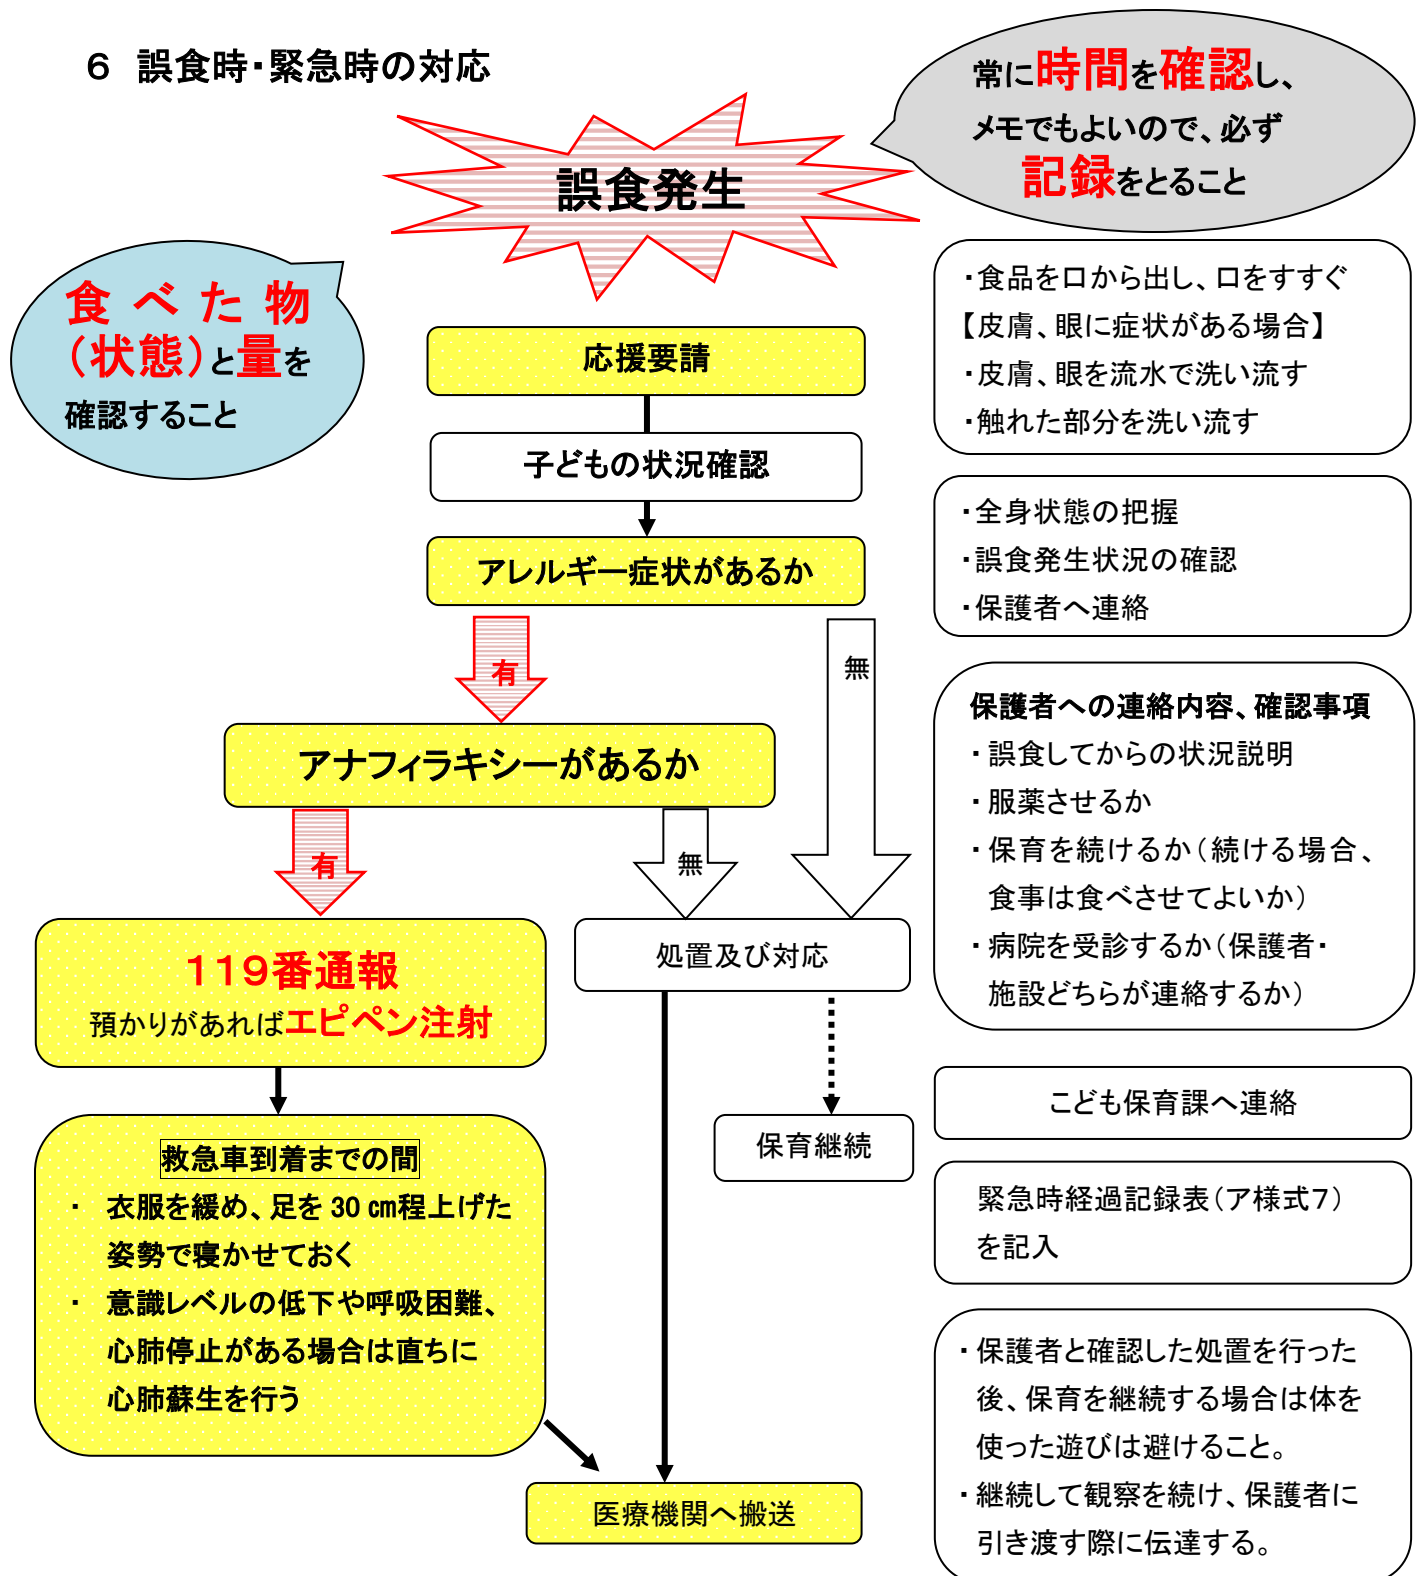 ６　誤食時・緊急時の対応
常に時間を確認し、
メモでもよいので、必ず
記録をとること
誤食発生
食べた物
（状態）と量を
確認すること
応援要請
子どもの状況確認
アレルギー症状があるか
有
無
アナフィラキシーがあるか
有
無
119番通報
預かりがあればエピペン注射
処置及び対応
保育継続
救急車到着までの間
・ 衣服を緩め、足を 30 ㎝程上げた
姿勢で寝かせておく
・ 意識レベルの低下や呼吸困難、
心肺停止がある場合は直ちに
心肺蘇生を行う
医療機関へ搬送
・食品を口から出し、口をすすぐ
【皮膚、眼に症状がある場合】
・皮膚、眼を流水で洗い流す
・触れた部分を洗い流す
・全身状態の把握
・誤食発生状況の確認
・保護者へ連絡
保護者への連絡内容、確認事項
・誤食してからの状況説明
・服薬させるか
・保育を続けるか（続ける場合、
食事は食べさせてよいか）
・病院を受診するか（保護者・
施設どちらが連絡するか）
こども保育課へ連絡
緊急時経過記録表（ア様式７）
を記入
・保護者と確認した処置を行った
後、保育を継続する場合は体を
使った遊びは避けること。
・継続して観察を続け、保護者に
引き渡す際に伝達する。